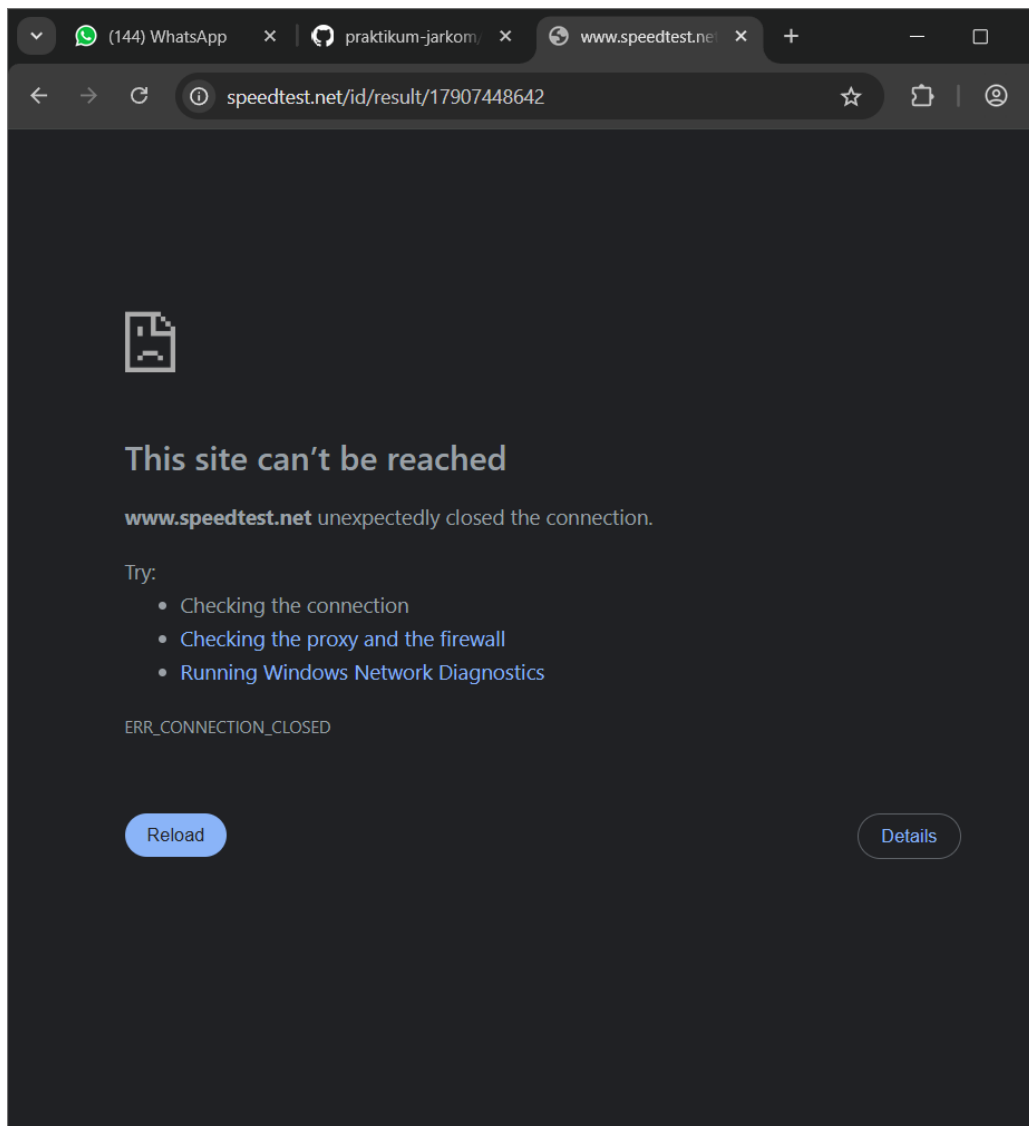 (144) WhatsApp
praktikum-jarkom/
www.speedtest.net
speedtest.net/id/result/17907448642
This site can’t be reached
www.speedtest.net unexpectedly closed the connection.
Try:
• Checking the connection
• Checking the proxy and the firewall
• Running Windows Network Diagnostics
ERR_CONNECTION_CLOSED
Reload
Details